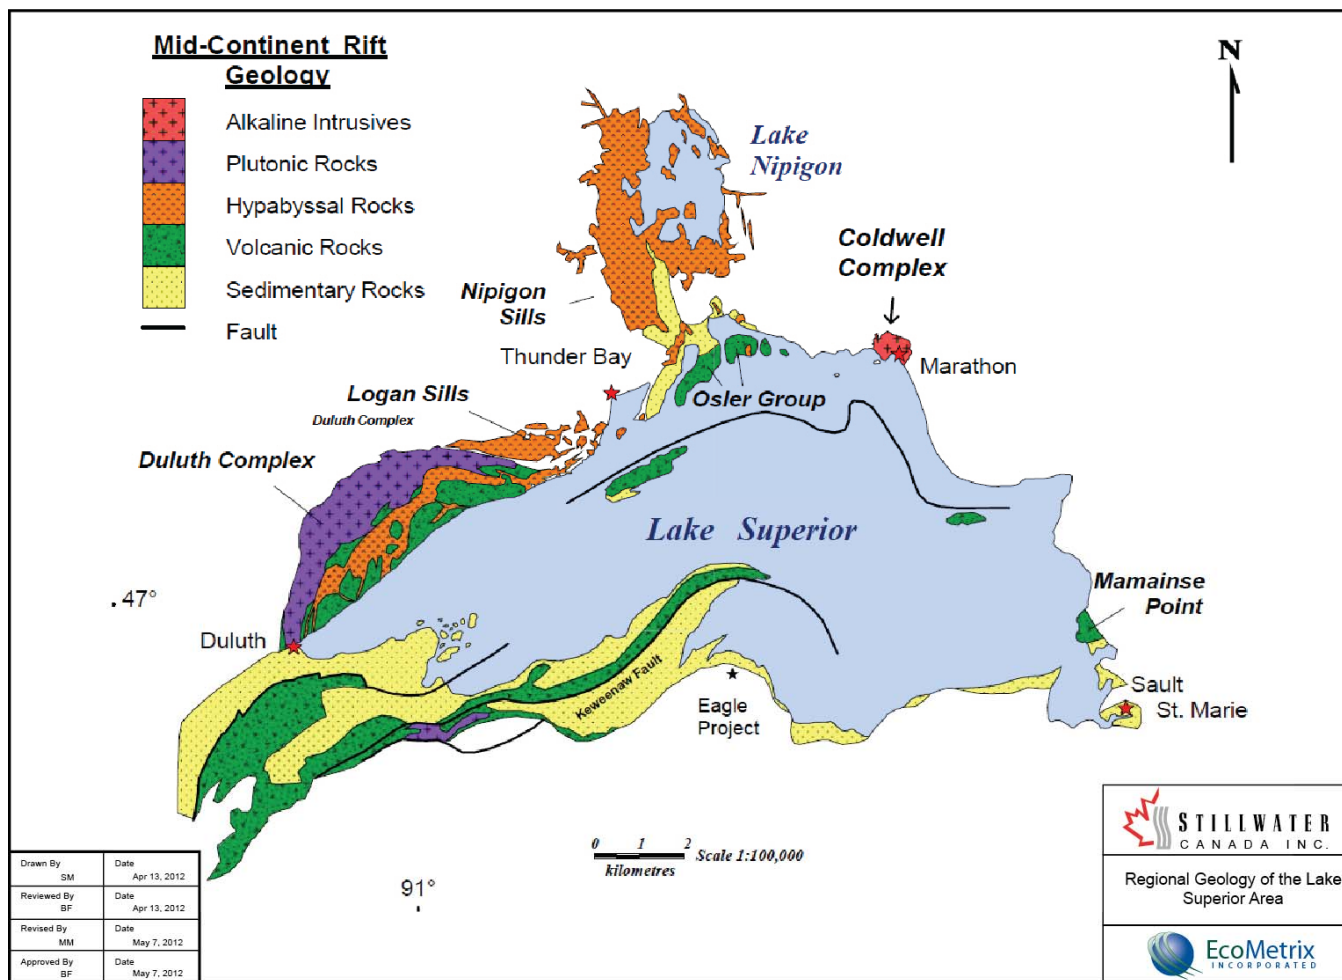 Mid-Continent Rift
Geology
Alkaline Intrusives
Plutonic Rocks
Hypabyssal Rocks
Volcanic Rocks
Sedimentary Rocks
Fault
N
Lake
Nipigon
Coldwell
Complex
Nipigon
Sills
Thunder Bay
Marathon
Logan Sills
Duluth Complex
Osler Group
Duluth Complex
Lake Superior
47°
Mamainse
Point
Duluth
Keweenaw Fault
Eagle
Project
Sault
St. Marie
91°
0 1 2
kilometres
Scale 1:100,000
STILLWATER
CANADA INC.
Regional Geology of the Lake
Superior Area
EcoMetrix
INCORPORATED
Drawn By
SM
Date
Apr 13, 2012
Reviewed By
BF
Date
Apr 13, 2012
Revised By
MM
Date
May 7, 2012
Approved By
BF
Date
May 7, 2012